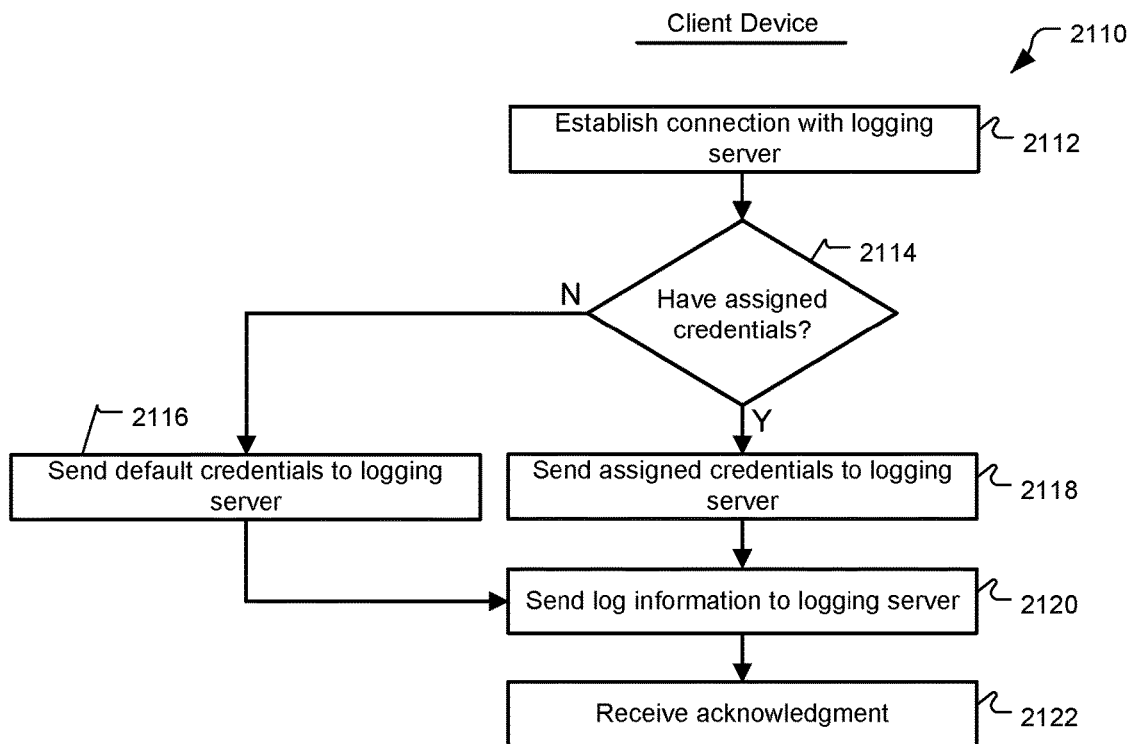 Client Device
2110
Establish connection with logging
server
2112
2114
Have assigned
credentials?
N
Y
2116
Send default credentials to logging
server
Send assigned credentials to logging
server
2118
Send log information to logging server
2120
Receive acknowledgment
2122